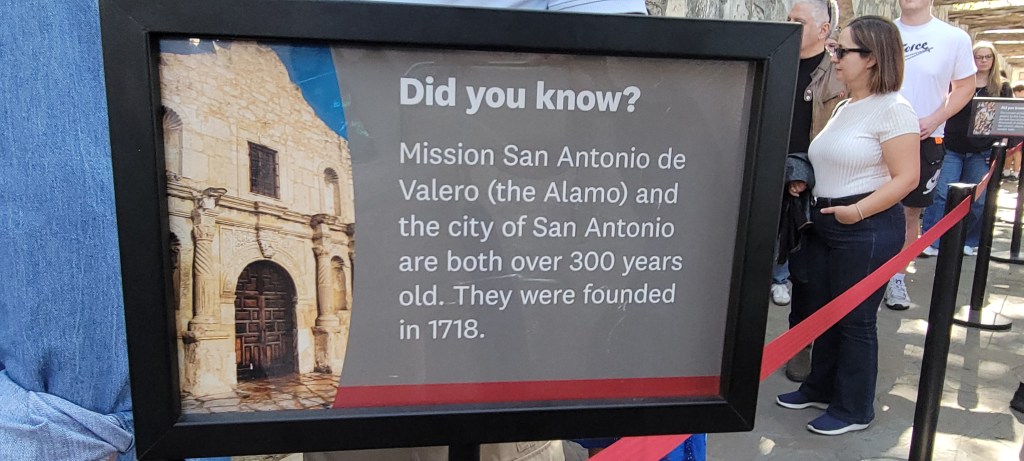 Did you know?
Mission San Antonio de
Valero (the Alamo) and
the city of San Antonio
are both over 300 years
old. They were founded
in 1718.